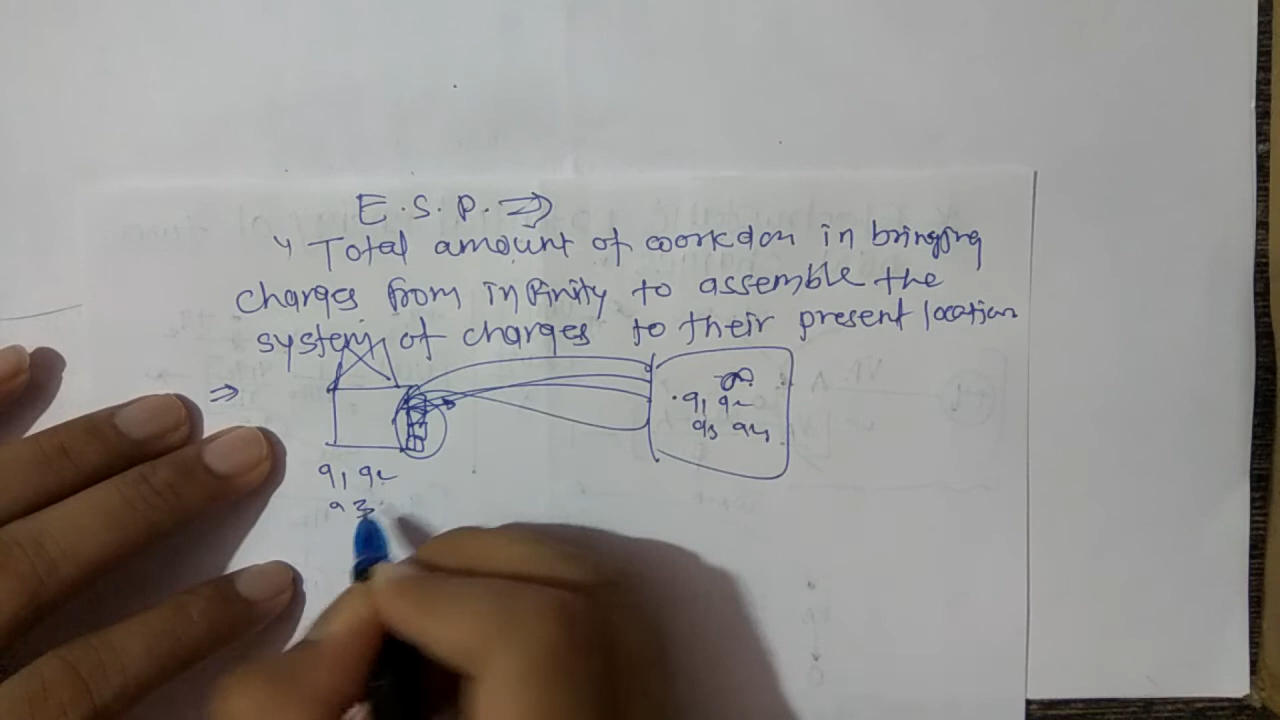 E.S.P. ⇒
" Total amount of workdon in bringing
charges from infinity to assemble the
system of charges to their present location
⇒
∞
q1 q2
q3 q4
q1 q2
q3